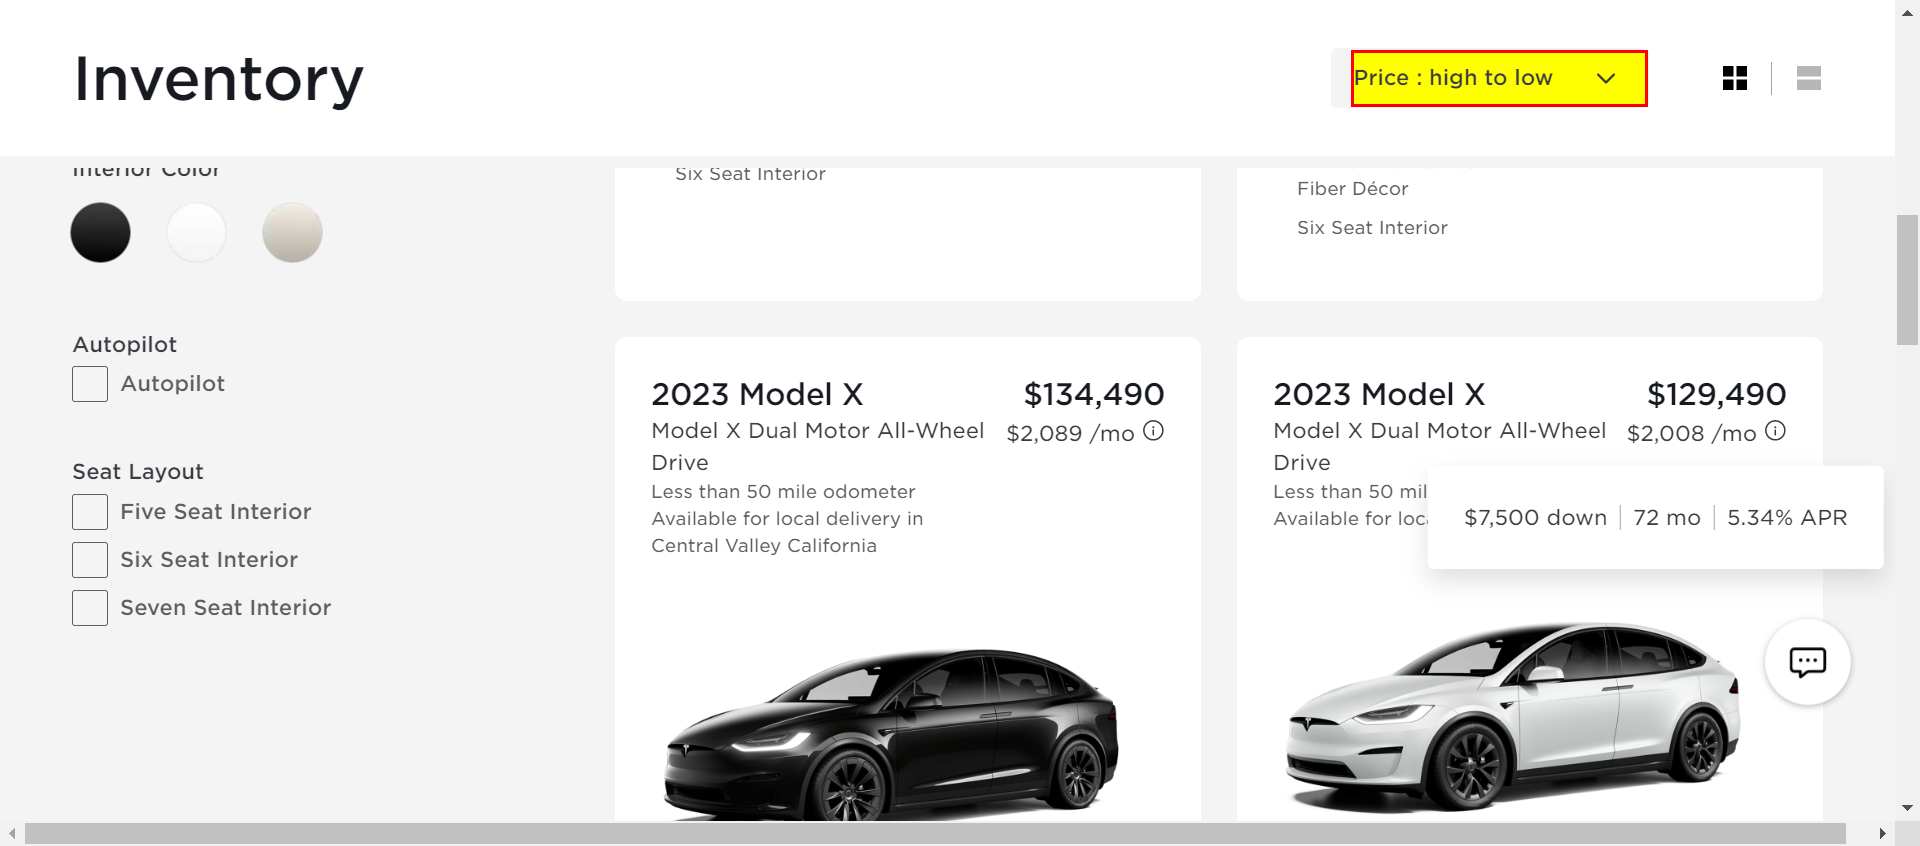 Inventory
Price : high to low
Interior Color
Autopilot
Autopilot
Seat Layout
Five Seat Interior
Six Seat Interior
Seven Seat Interior
Six Seat Interior
Fiber Décor
Six Seat Interior
2023 Model X
$134,490
Model X Dual Motor All-Wheel
Drive
$2,089 /mo
Less than 50 mile odometer
Available for local delivery in
Central Valley California
2023 Model X
$129,490
Model X Dual Motor All-Wheel
Drive
$2,008 /mo
Less than 50 mil
Available for loc
$7,500 down
72 mo
5.34% APR